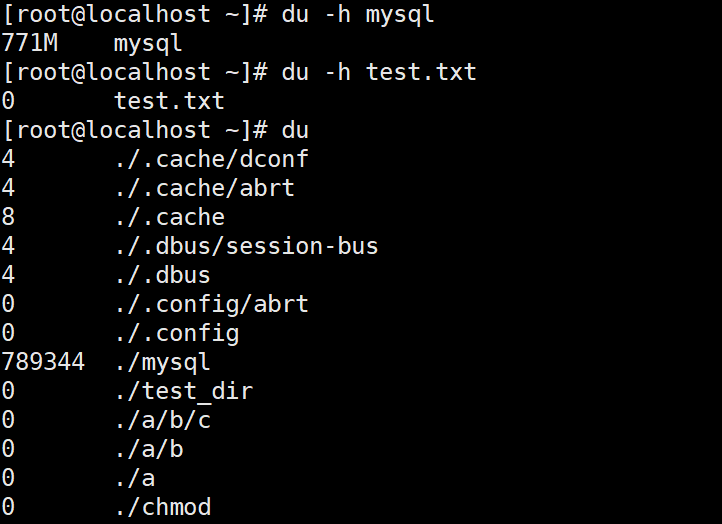 [root@localhost ~]# du -h mysql
771M    mysql
[root@localhost ~]# du -h test.txt
0       test.txt
[root@localhost ~]# du
4       ./.cache/dconf
4       ./.cache/abrt
8       ./.cache
4       ./.dbus/session-bus
4       ./.dbus
0       ./.config/abrt
0       ./.config
789344  ./mysql
0       ./test_dir
0       ./a/b/c
0       ./a/b
0       ./a
0       ./chmod